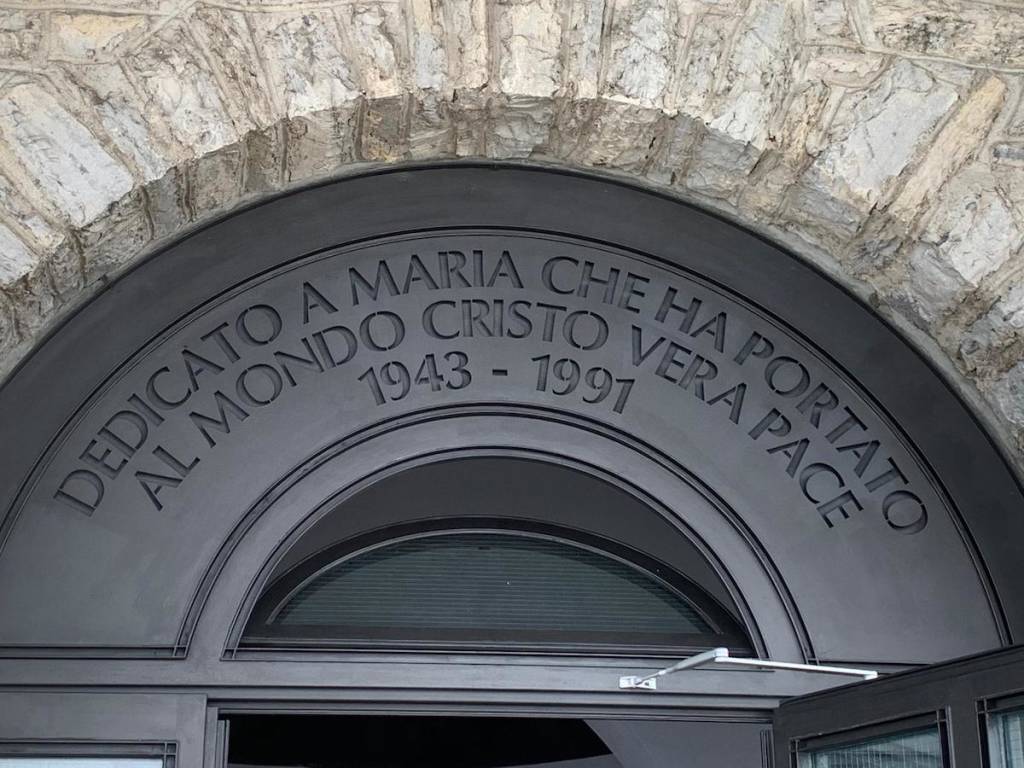 DEDICATO A MARIA CHE HA PORTATO
AL MONDO CRISTO VERA PACE
1943 - 1991